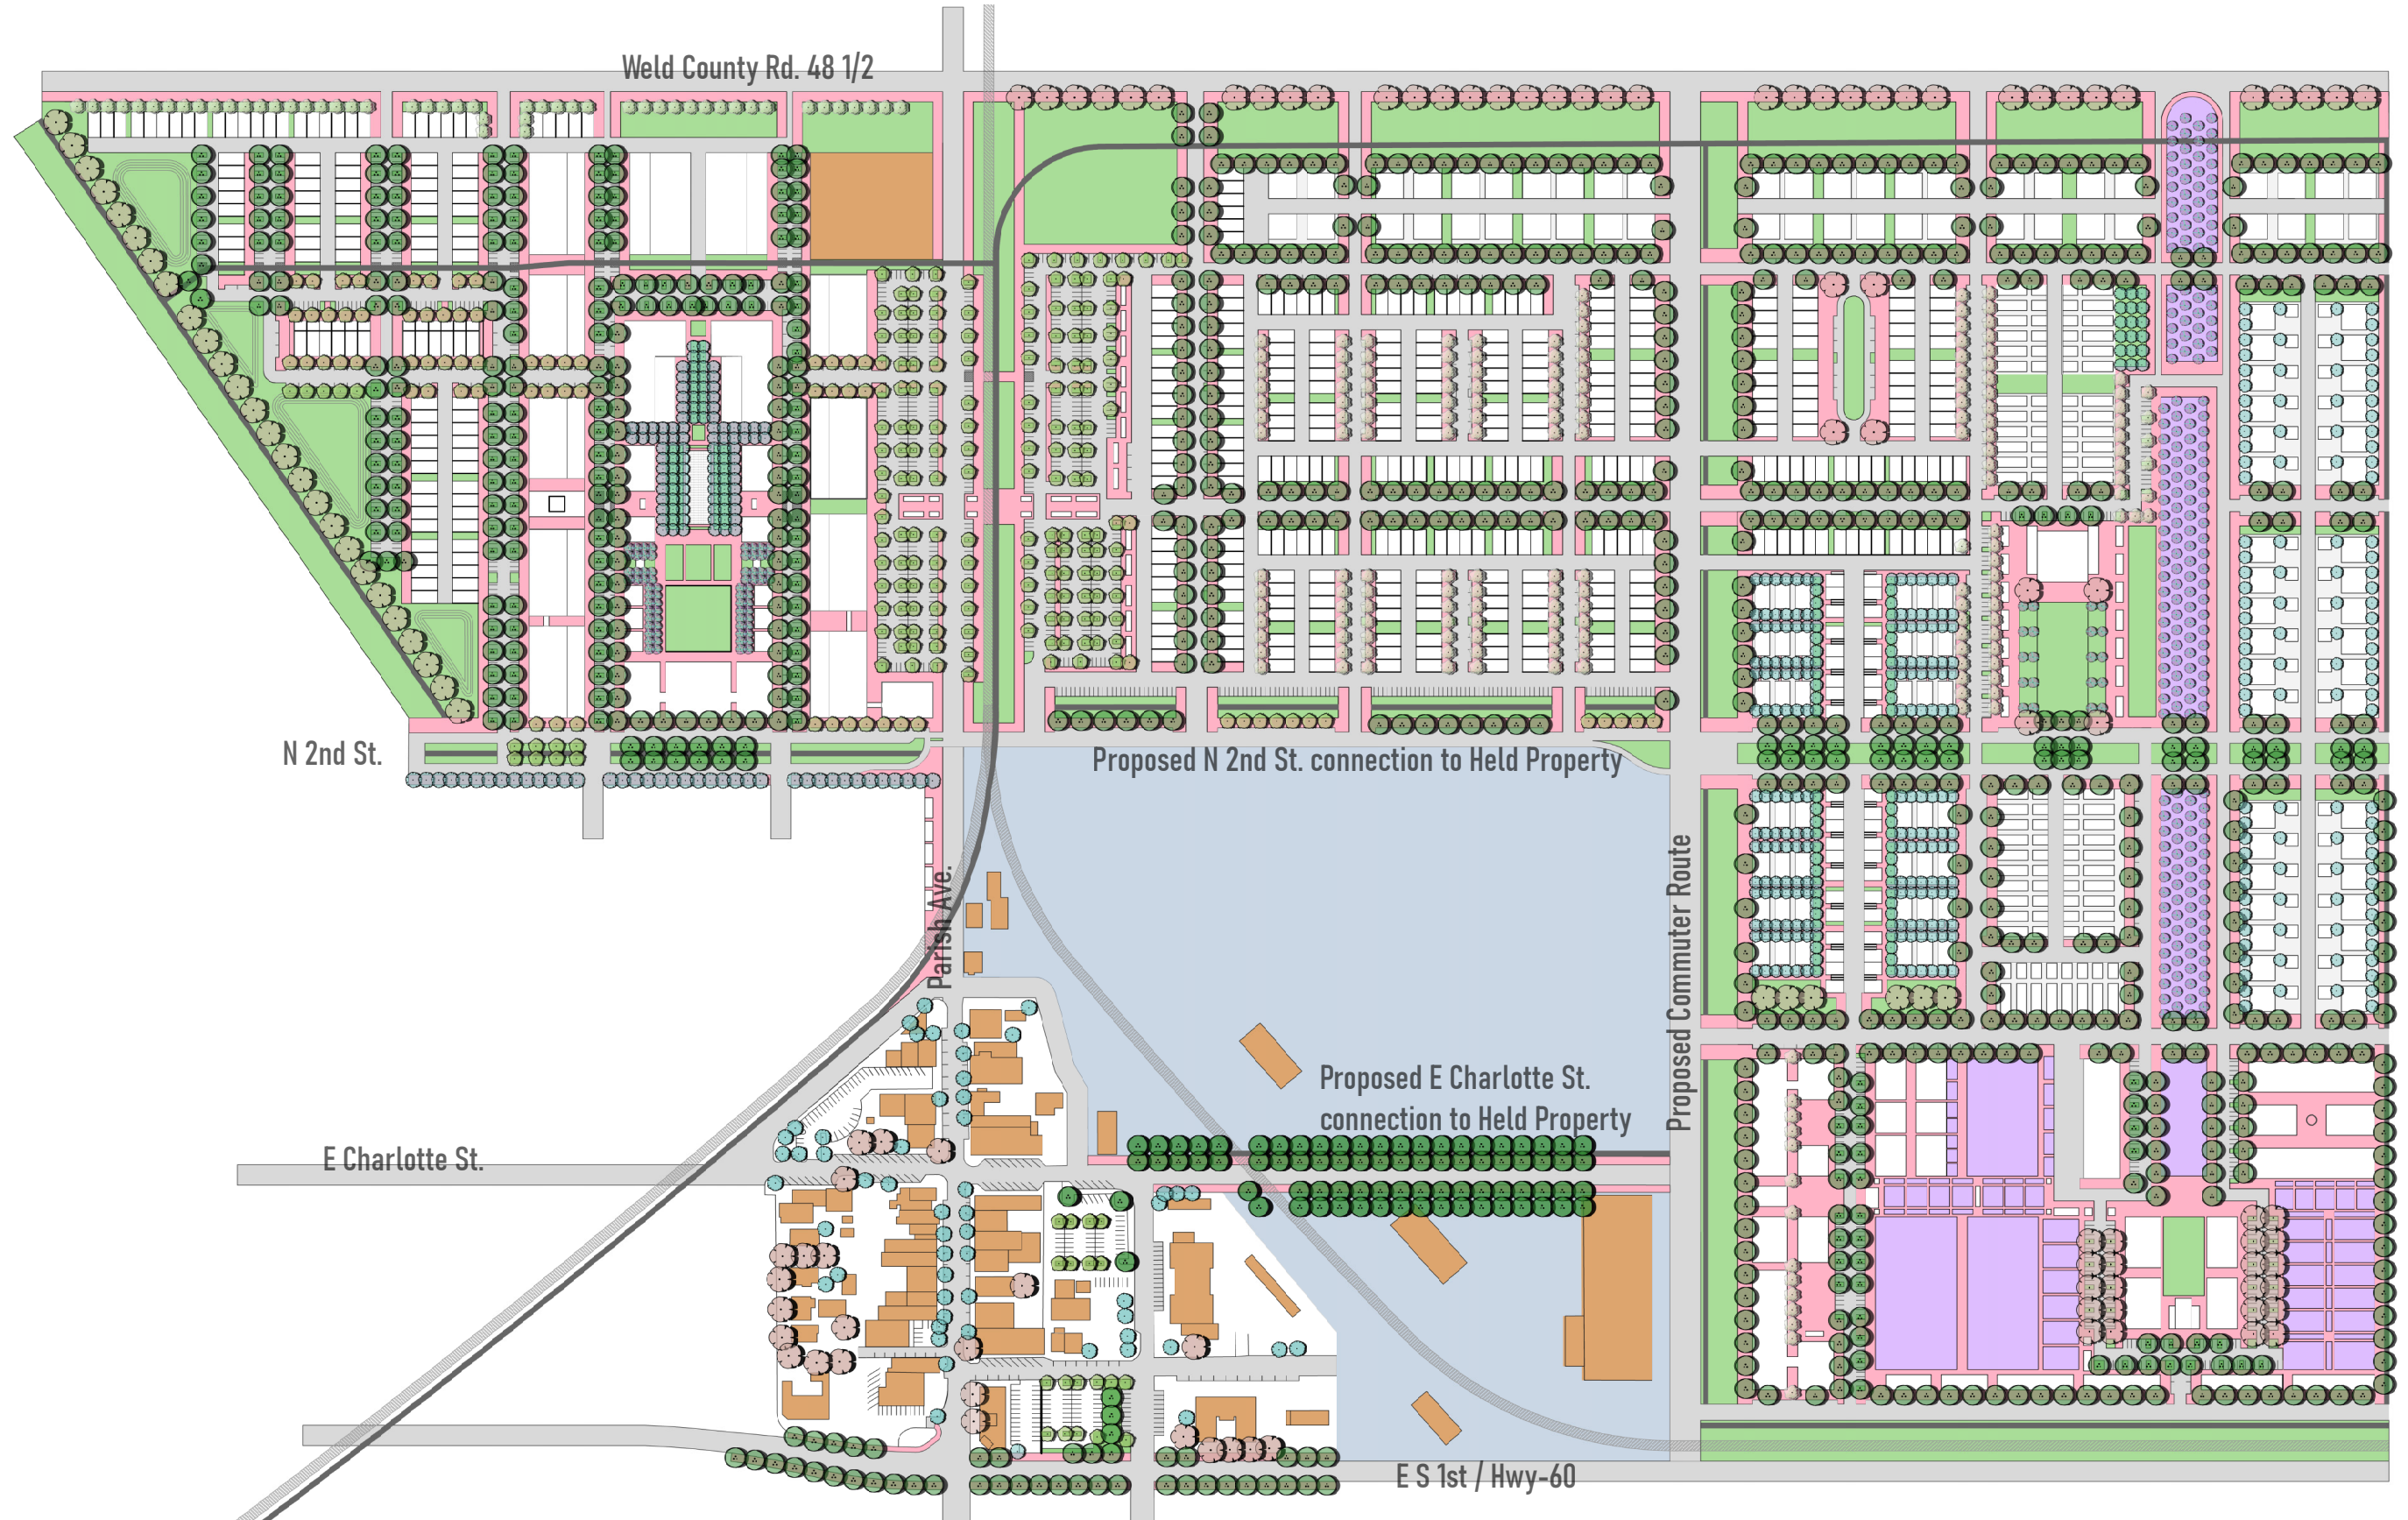 Weld County Rd. 48 1/2
N 2nd St.
Proposed N 2nd St. connection to Held Property
Parish Ave.
Proposed Commuter Route
Proposed E Charlotte St.
connection to Held Property
E Charlotte St.
E S 1st / Hwy-60